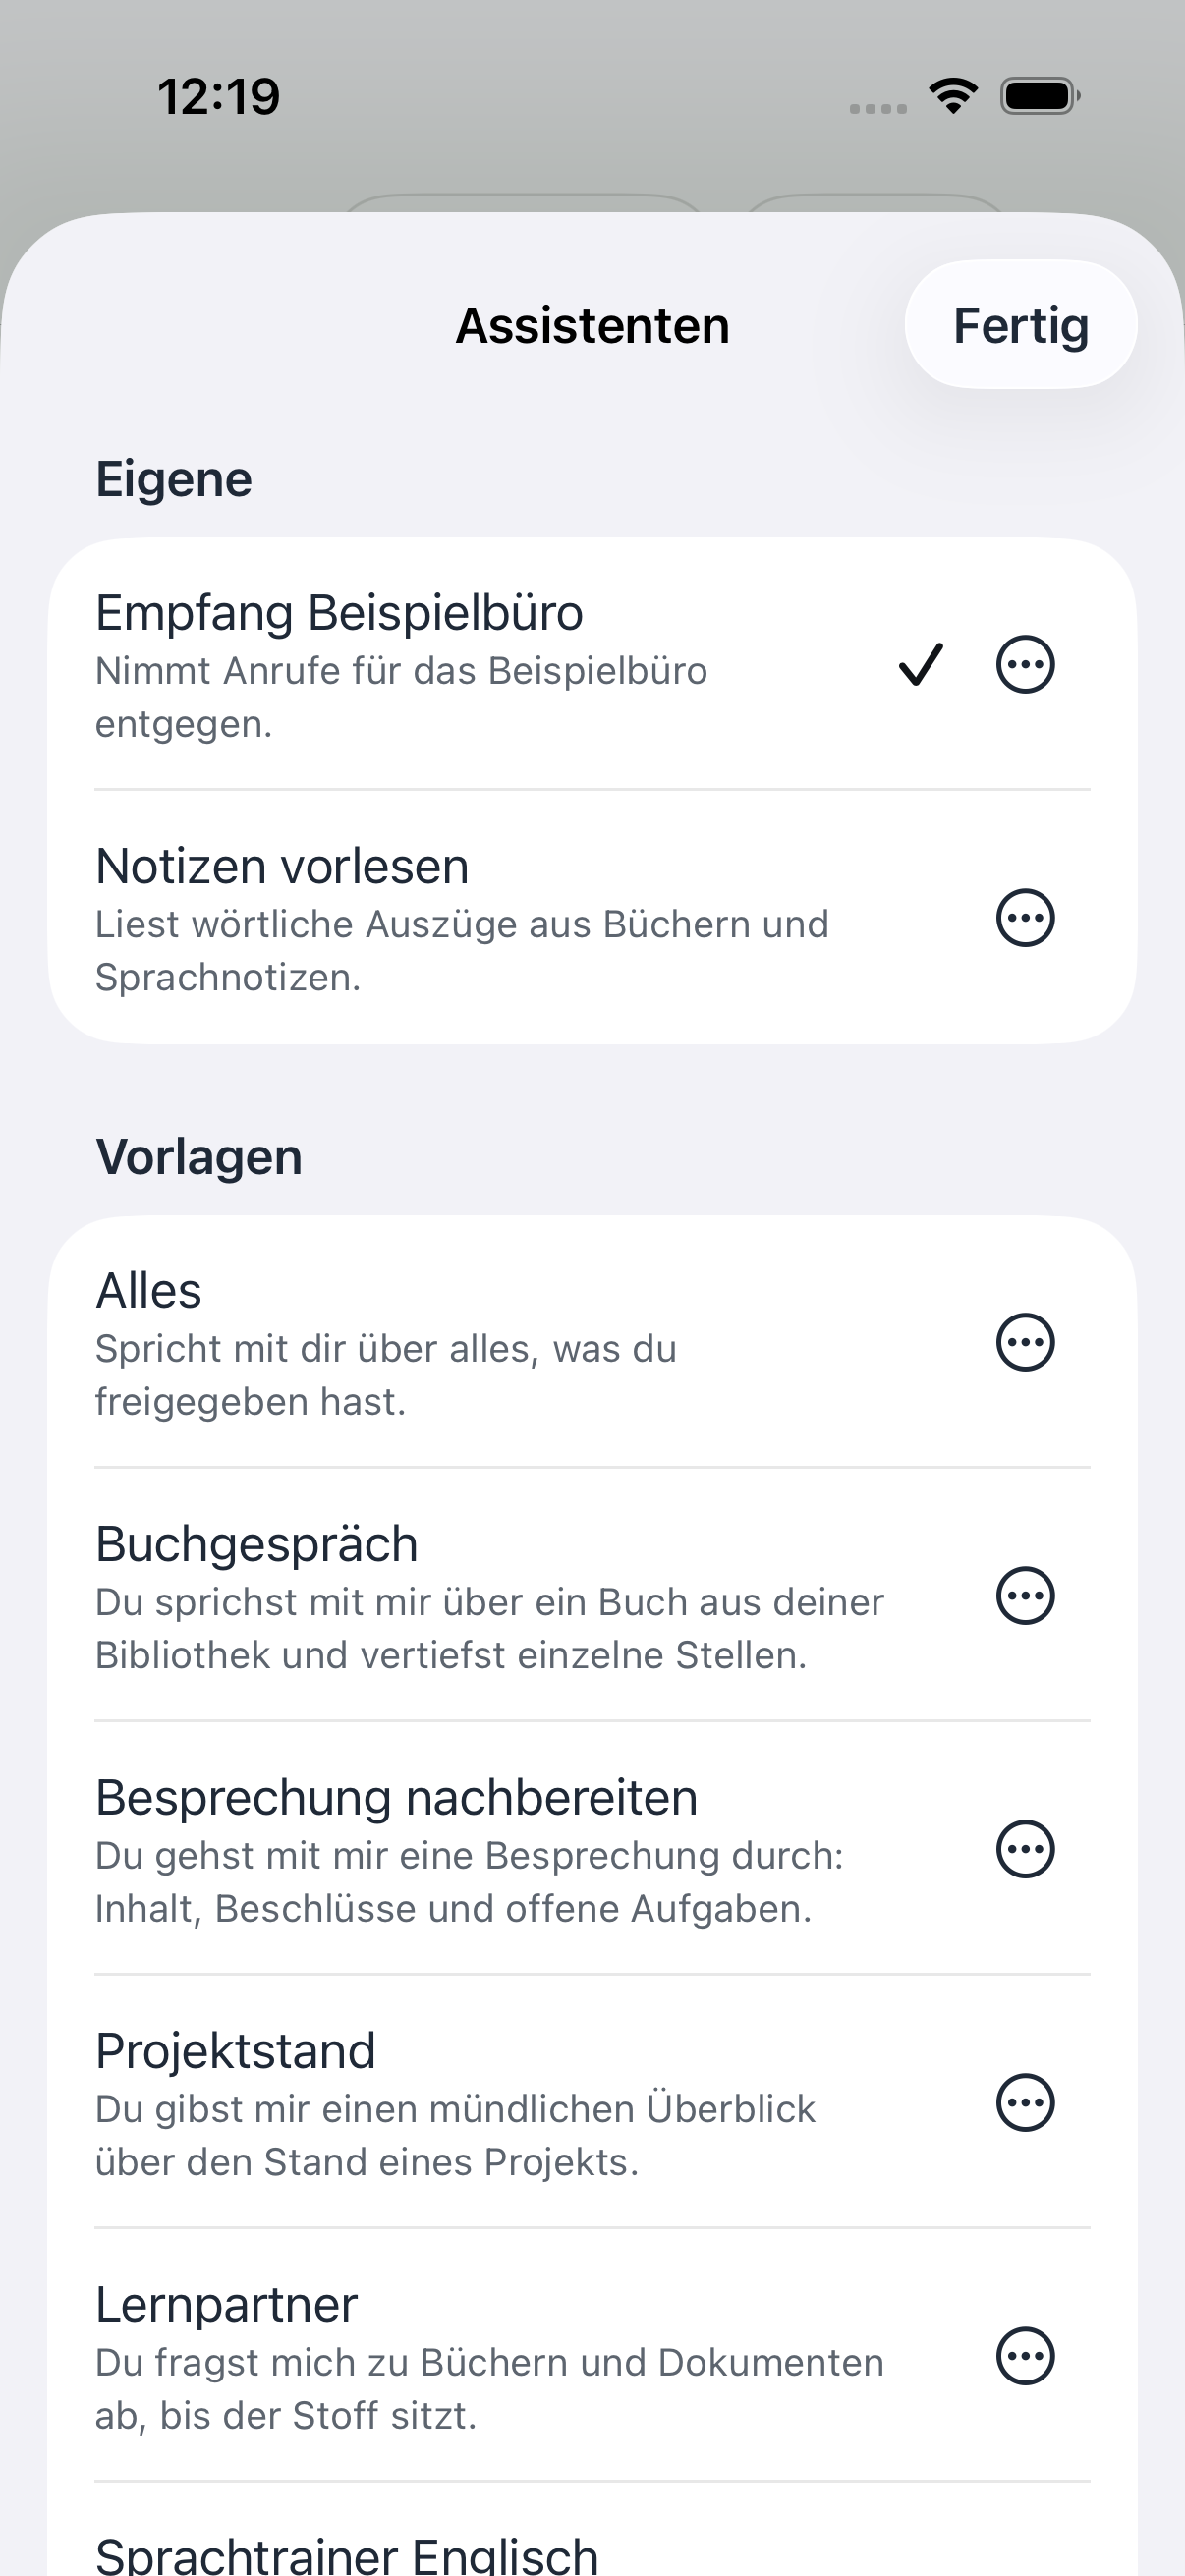 12:19
Assistenten
Fertig
Eigene
Empfang Beispielbüro
Nimmt Anrufe für das Beispielbüro
entgegen.
Notizen vorlesen
Liest wörtliche Auszüge aus Büchern und
Sprachnotizen.
Vorlagen
Alles
Spricht mit dir über alles, was du
freigegeben hast.
Buchgespräch
Du sprichst mit mir über ein Buch aus deiner
Bibliothek und vertiefst einzelne Stellen.
Besprechung nachbereiten
Du gehst mit mir eine Besprechung durch:
Inhalt, Beschlüsse und offene Aufgaben.
Projektstand
Du gibst mir einen mündlichen Überblick
über den Stand eines Projekts.
Lernpartner
Du fragst mich zu Büchern und Dokumenten
ab, bis der Stoff sitzt.
Sprachtrainer Englisch